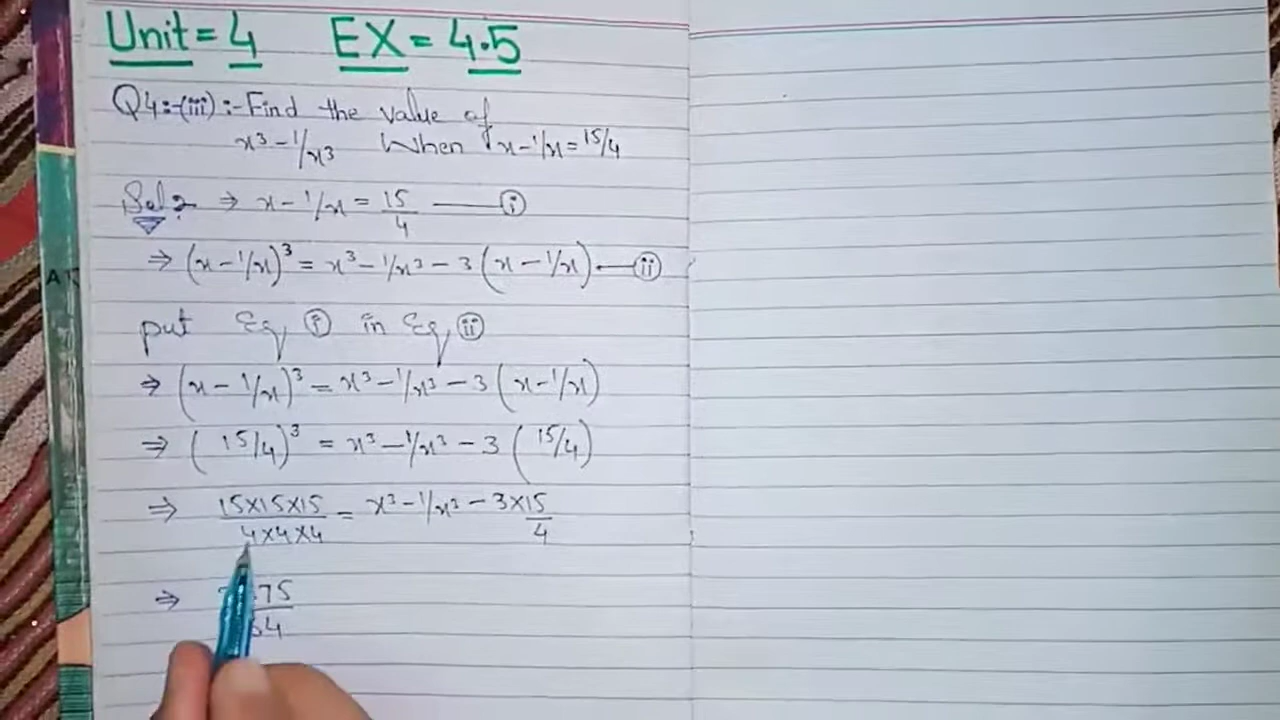 Unit = 4 EX = 4.5
Q4:-(iii):- Find the value of
x³ - 1/x³ When x - 1/x = 15/4
Sol: ⇒ x - 1/x = 15/4 — (i)
⇒ (x - 1/x)³ = x³ - 1/x³ - 3(x - 1/x) — (ii)
put Eq (i) in Eq (ii)
⇒ (x - 1/x)³ = x³ - 1/x³ - 3(x - 1/x)
⇒ (15/4)³ = x³ - 1/x³ - 3(15/4)
⇒ 15×15×15/4×4×4 = x³ - 1/x³ - 3×15/4
⇒ 75/64